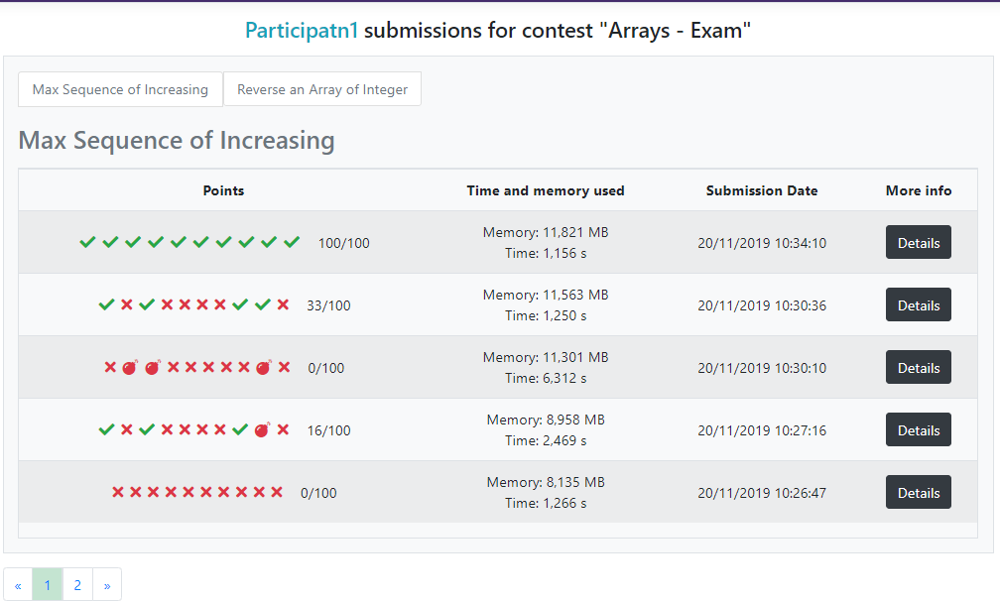 Participatn1 submissions for contest "Arrays - Exam"
Max Sequence of Increasing Reverse an Array of Integer
Max Sequence of Increasing
Points Time and memory used Submission Date More info
100/100 Memory: 11,821 MB 20/11/2019 10:34:10 Details
Time: 1,156 s
33/100 Memory: 11,563 MB 20/11/2019 10:30:36 Details
Time: 1,250 s
0/100 Memory: 11,301 MB 20/11/2019 10:30:10 Details
Time: 6,312 s
16/100 Memory: 8,958 MB 20/11/2019 10:27:16 Details
Time: 2,469 s
0/100 Memory: 8,135 MB 20/11/2019 10:26:47 Details
Time: 1,266 s
« 1 2 »